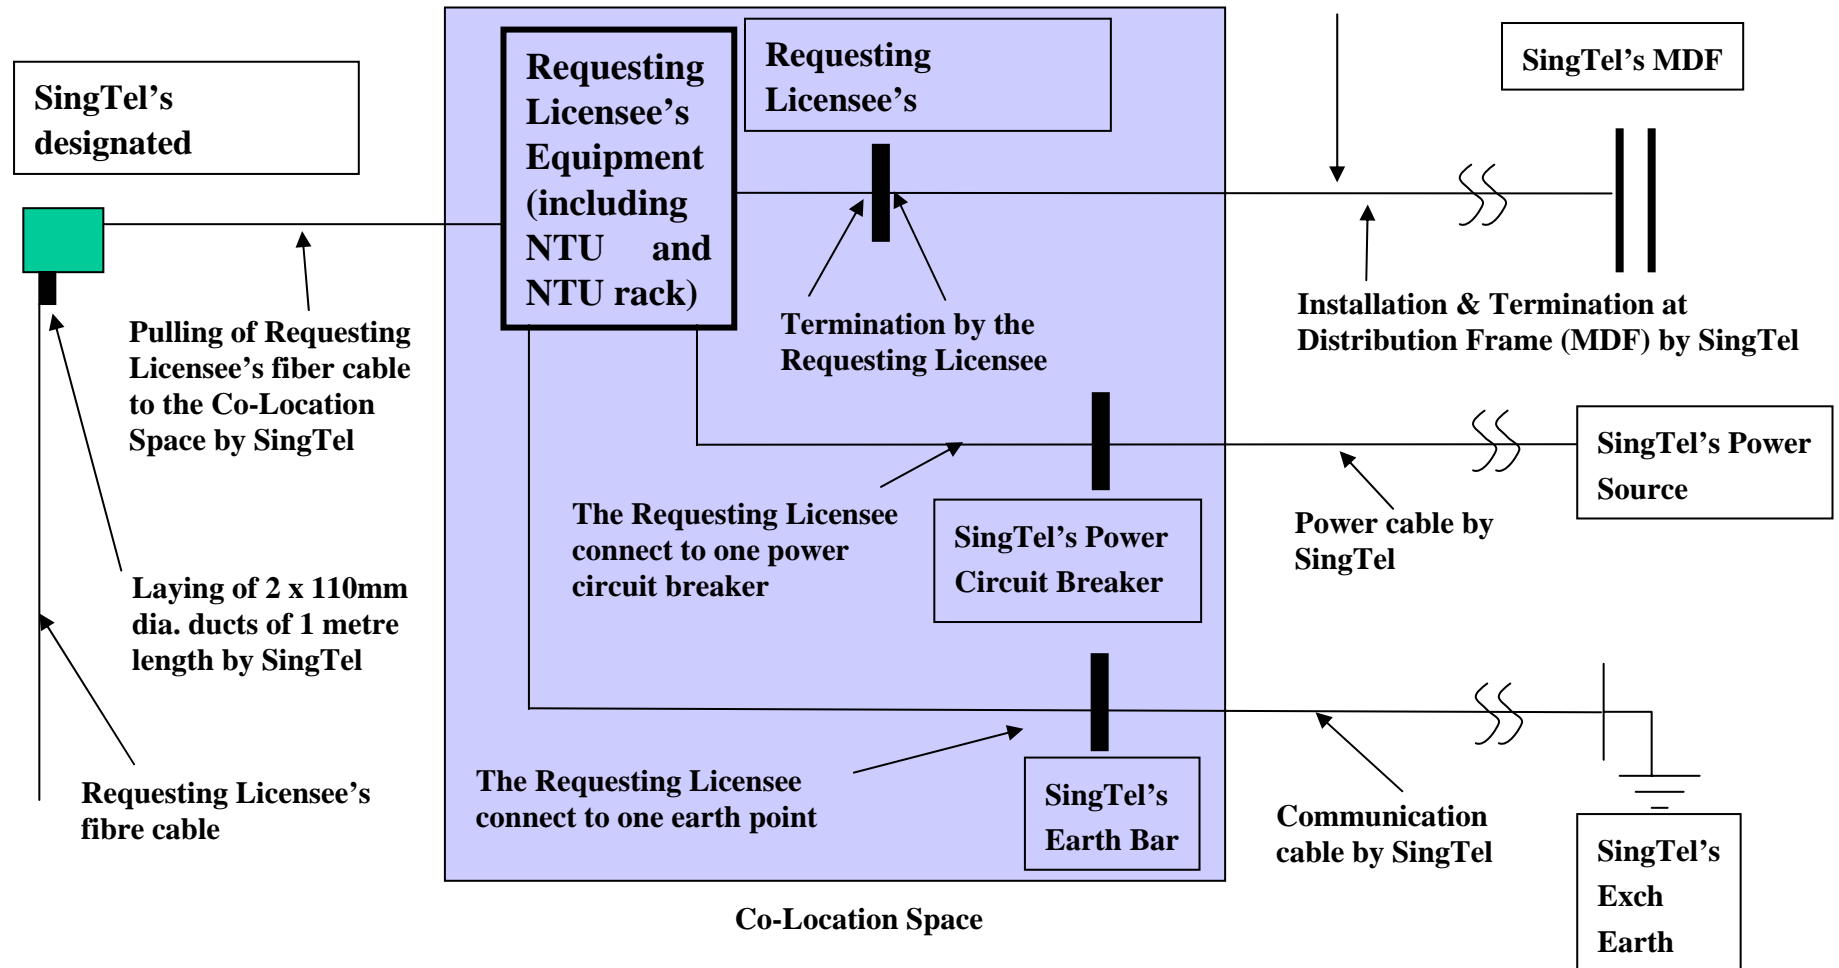 SingTel's
designated
Requesting
Licensee's
Equipment
(including
NTU and
NTU rack)
Requesting
Licensee's
SingTel's MDF
Pulling of Requesting
Licensee's fiber cable
to the Co-Location
Space by SingTel
Termination by the
Requesting Licensee
Installation & Termination at
Distribution Frame (MDF) by SingTel
The Requesting Licensee
connect to one power
circuit breaker
SingTel's Power
Circuit Breaker
Power cable by
SingTel
SingTel's Power
Source
Laying of 2 x 110mm
dia. ducts of 1 metre
length by SingTel
Requesting Licensee's
fibre cable
The Requesting Licensee
connect to one earth point
SingTel's
Earth Bar
Communication
cable by SingTel
SingTel's
Exch
Earth
Co-Location Space